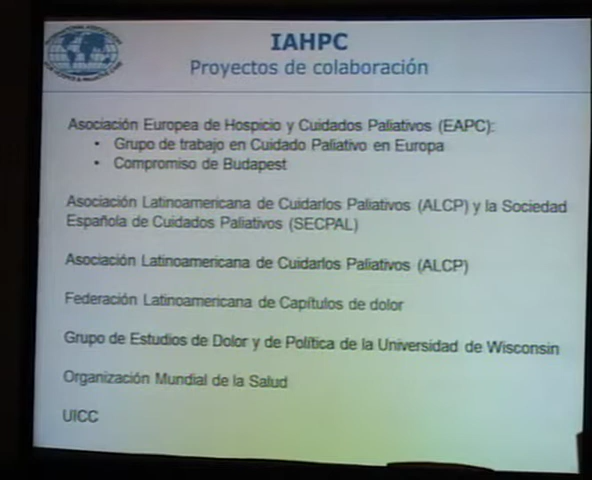 IAHPC
Proyectos de colaboración
Asociación Europea de Hospicio y Cuidados Paliativos (EAPC):
• Grupo de trabajo en Cuidado Paliativo en Europa
• Compromiso de Budapest
Asociación Latinoamericana de Cuidados Paliativos (ALCP) y la Sociedad
Española de Cuidados Paliativos (SECPAL)
Asociación Latinoamericana de Cuidados Paliativos (ALCP)
Federación Latinoamericana de Capítulos de dolor
Grupo de Estudios de Dolor y de Política de la Universidad de Wisconsin
Organización Mundial de la Salud
UICC